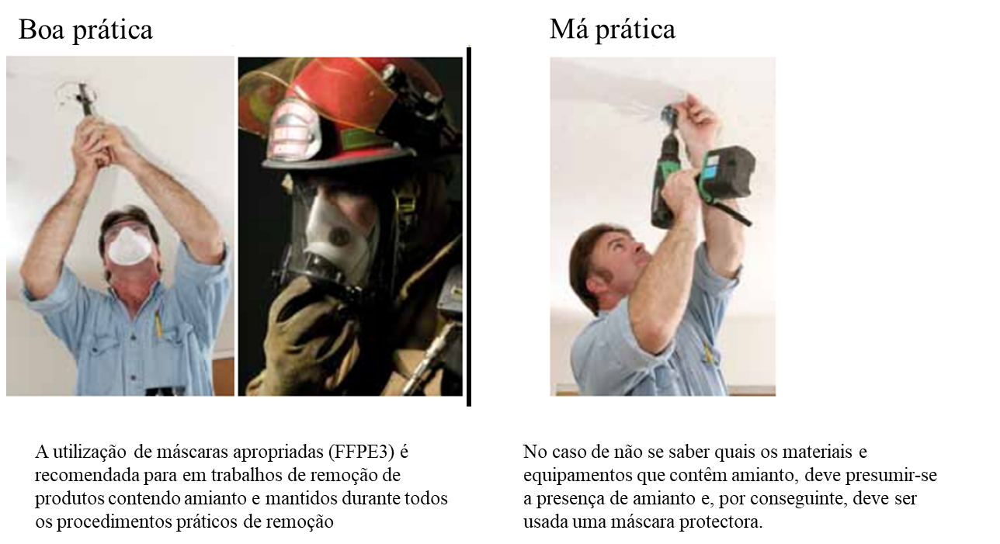 Boa prática
Má prática
A utilização de máscaras apropriadas (FFPE3) é
recomendada para em trabalhos de remoção de
produtos contendo amianto e mantidos durante todos
os procedimentos práticos de remoção
No caso de não se saber quais os materiais e
equipamentos que contêm amianto, deve presumir-se
a presença de amianto e, por conseguinte, deve ser
usada uma máscara protectora.